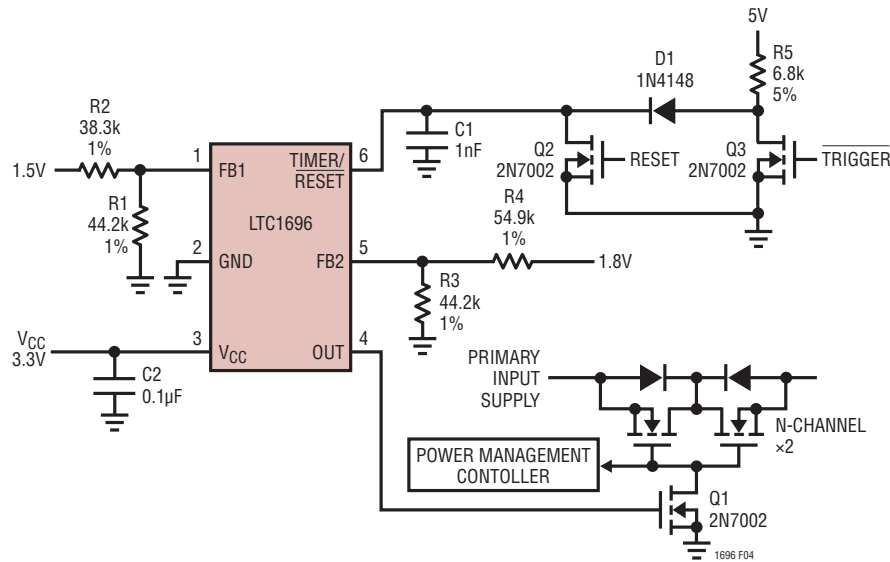 5V
D1
1N4148
R5
6.8k
5%
R2
38.3k
1%
1.5V
1
FB1
TIMER/
RESET
6
C1
1nF
Q2
2N7002
RESET
Q3
2N7002
TRIGGER
R1
44.2k
1%
LTC1696
R4
54.9k
1%
2
GND
FB2
5
1.8V
R3
44.2k
1%
VCC
3.3V
3
VCC
OUT
4
C2
0.1µF
PRIMARY
INPUT
SUPPLY
N-CHANNEL
×2
POWER MANAGEMENT
CONTOLLER
Q1
2N7002
1696 F04